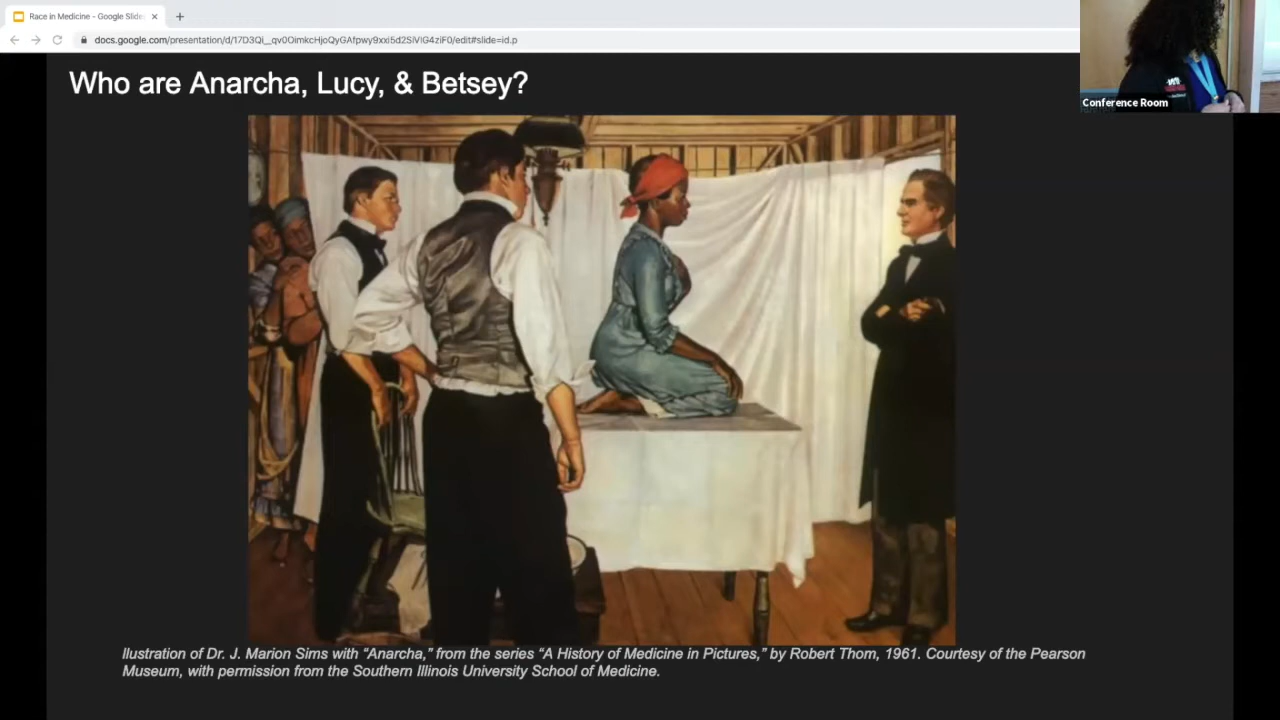 Race in Medicine - Google Slide
docs.google.com/presentation/d/17D3Qi__qv0OimkcHjoQyGAfpwy9xxi5d2SiVlG4ziF0/edit#slide=id.p
Conference Room
Who are Anarcha, Lucy, & Betsey?
llustration of Dr. J. Marion Sims with “Anarcha,” from the series “A History of Medicine in Pictures,” by Robert Thom, 1961. Courtesy of the Pearson
Museum, with permission from the Southern Illinois University School of Medicine.